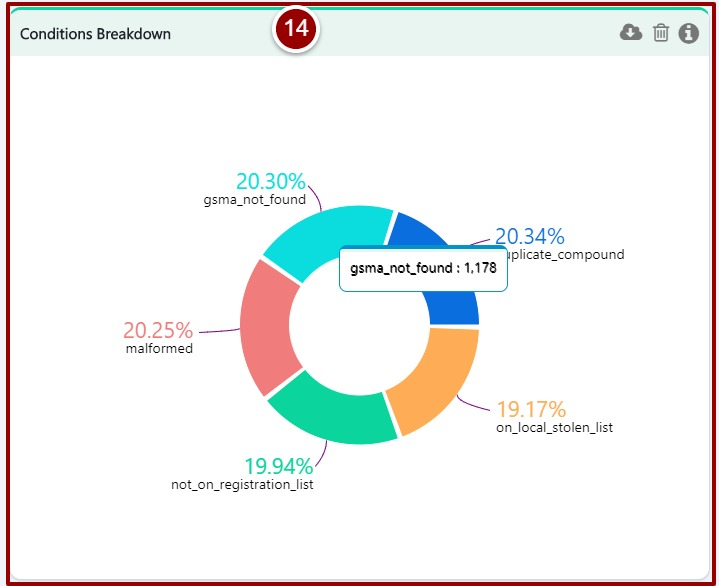 Conditions Breakdown
14
20.30%
gsma_not_found
20.34%
uplicate_compound
gsma_not_found : 1,178
20.25%
malformed
19.17%
on_local_stolen_list
19.94%
not_on_registration_list